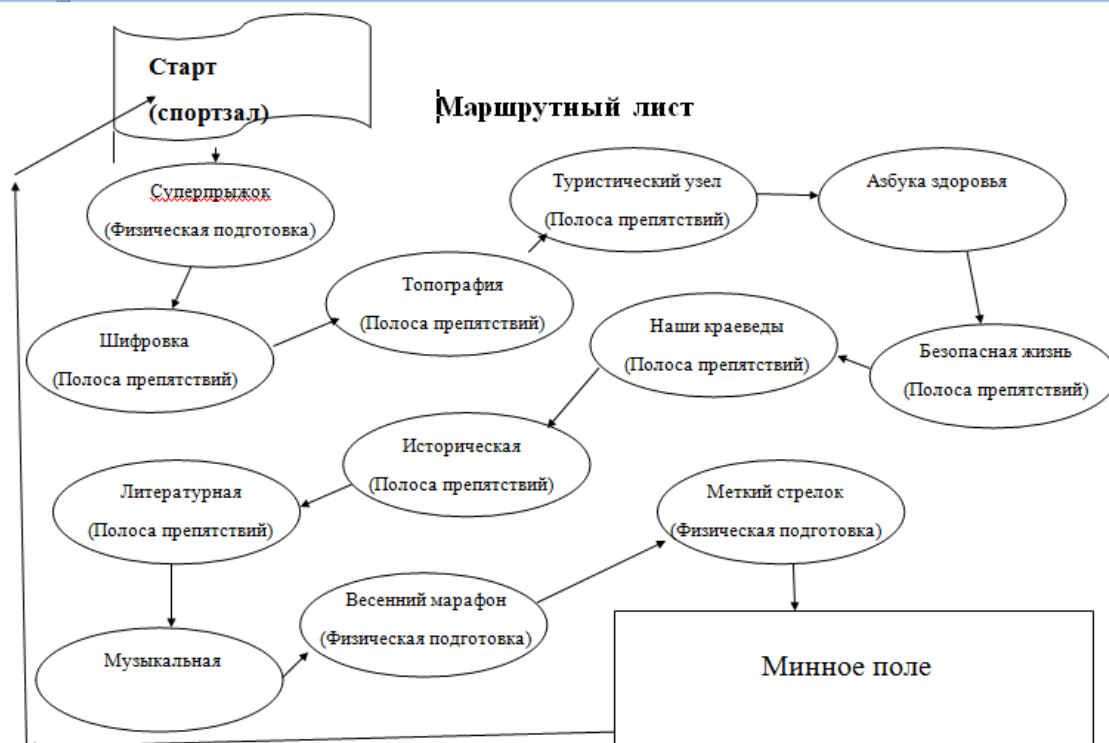 Старт
(спортзал)
Маршрутный лист
Суперпрыжок
(Физическая подготовка)
Шифровка
(Полоса препятствий)
Топография
(Полоса препятствий)
Туристический узел
(Полоса препятствий)
Азбука здоровья
Безопасная жизнь
(Полоса препятствий)
Наши краеведы
(Полоса препятствий)
Историческая
(Полоса препятствий)
Литературная
(Полоса препятствий)
Музыкальная
Весенний марафон
(Физическая подготовка)
Меткий стрелок
(Физическая подготовка)
Минное поле